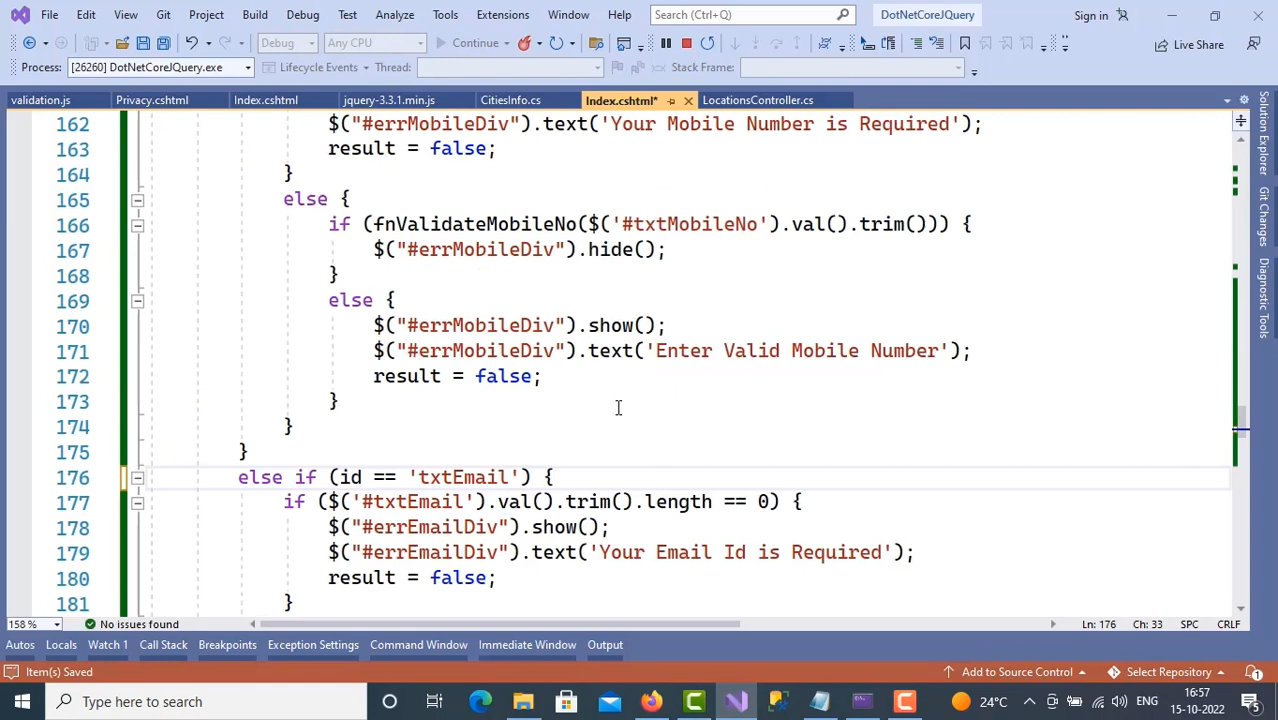 File Edit View Git Project Build Debug Test Analyze Tools Extensions Window Help Search (Ctrl+Q) DotNetCoreJQuery Sign in
Debug Any CPU Continue Live Share
Process: [26260] DotNetCoreJQuery.exe Lifecycle Events Thread: Stack Frame:
validation.js Privacy.cshtml Index.cshtml jquery-3.3.1.min.js CitiesInfo.cs Index.cshtml* LocationsController.cs
162 $("#errMobileDiv").text('Your Mobile Number is Required');
163 result = false;
164 }
165 else {
166 if (fnValidateMobileNo($('#txtMobileNo').val().trim())) {
167 $("#errMobileDiv").hide();
168 }
169 else {
170 $("#errMobileDiv").show();
171 $("#errMobileDiv").text('Enter Valid Mobile Number');
172 result = false;
173 }
174 }
175 }
176 else if (id == 'txtEmail') {
177 if ($('#txtEmail').val().trim().length == 0) {
178 $("#errEmailDiv").show();
179 $("#errEmailDiv").text('Your Email Id is Required');
180 result = false;
181 }
Solution Explorer
Git Changes
Diagnostic Tools
158 % No issues found Ln: 176 Ch: 33 SPC CRLF
Autos Locals Watch 1 Call Stack Breakpoints Exception Settings Command Window Immediate Window Output
Item(s) Saved Add to Source Control Select Repository 1
Type here to search 24°C ENG 16:57
15-10-2022 5